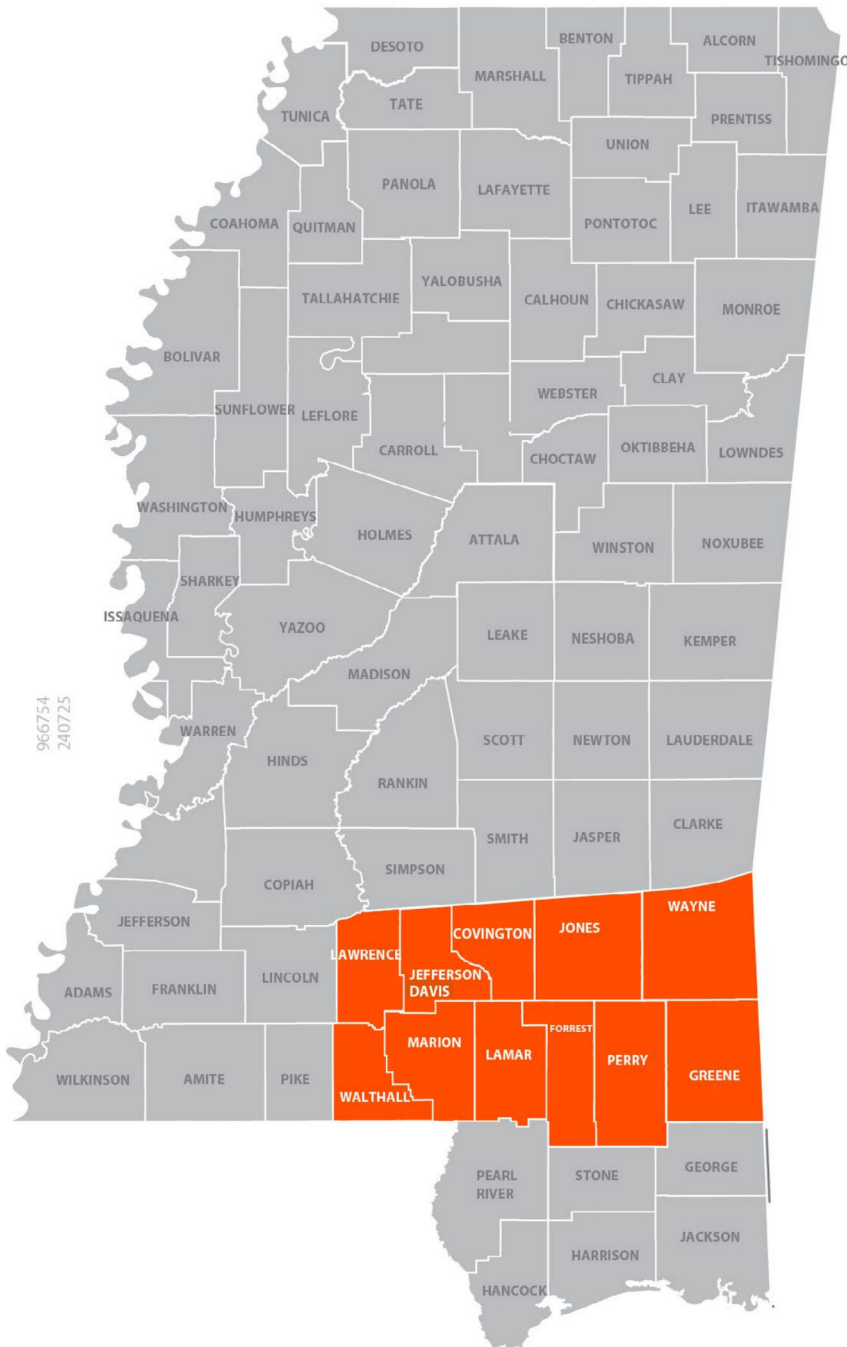 DESOTO
BENTON
ALCORN
MARSHALL
TIPPAH
TISHOMINGO
TATE
TUNICA
PRENTISS
UNION
PANOLA
LAFAYETTE
COAHOMA
QUITMAN
PONTOTOC
LEE
ITAWAMBA
TALLAHATCHIE
YALOBUSHA
CALHOUN
CHICKASAW
MONROE
BOLIVAR
SUNFLOWER
LEFLORE
WEBSTER
CLAY
CARROLL
CHOCTAW
OKTIBBEHA
LOWNDES
WASHINGTON
HUMPHREYS
HOLMES
ATTALA
WINSTON
NOXUBEE
SHARKEY
ISSAQUENA
YAZOO
LEAKE
NESHOBA
KEMPER
MADISON
966754
240725
WARREN
HINDS
RANKIN
SCOTT
NEWTON
LAUDERDALE
SMITH
JASPER
CLARKE
COPIAH
SIMPSON
JEFFERSON
LAWRENCE
COVINGTON
JONES
WAYNE
ADAMS
FRANKLIN
LINCOLN
JEFFERSON
DAVIS
MARION
LAMAR
FORREST
PERRY
GREENE
WILKINSON
AMITE
PIKE
WALTHALL
PEARL
RIVER
STONE
GEORGE
HARRISON
JACKSON
HANCOCK